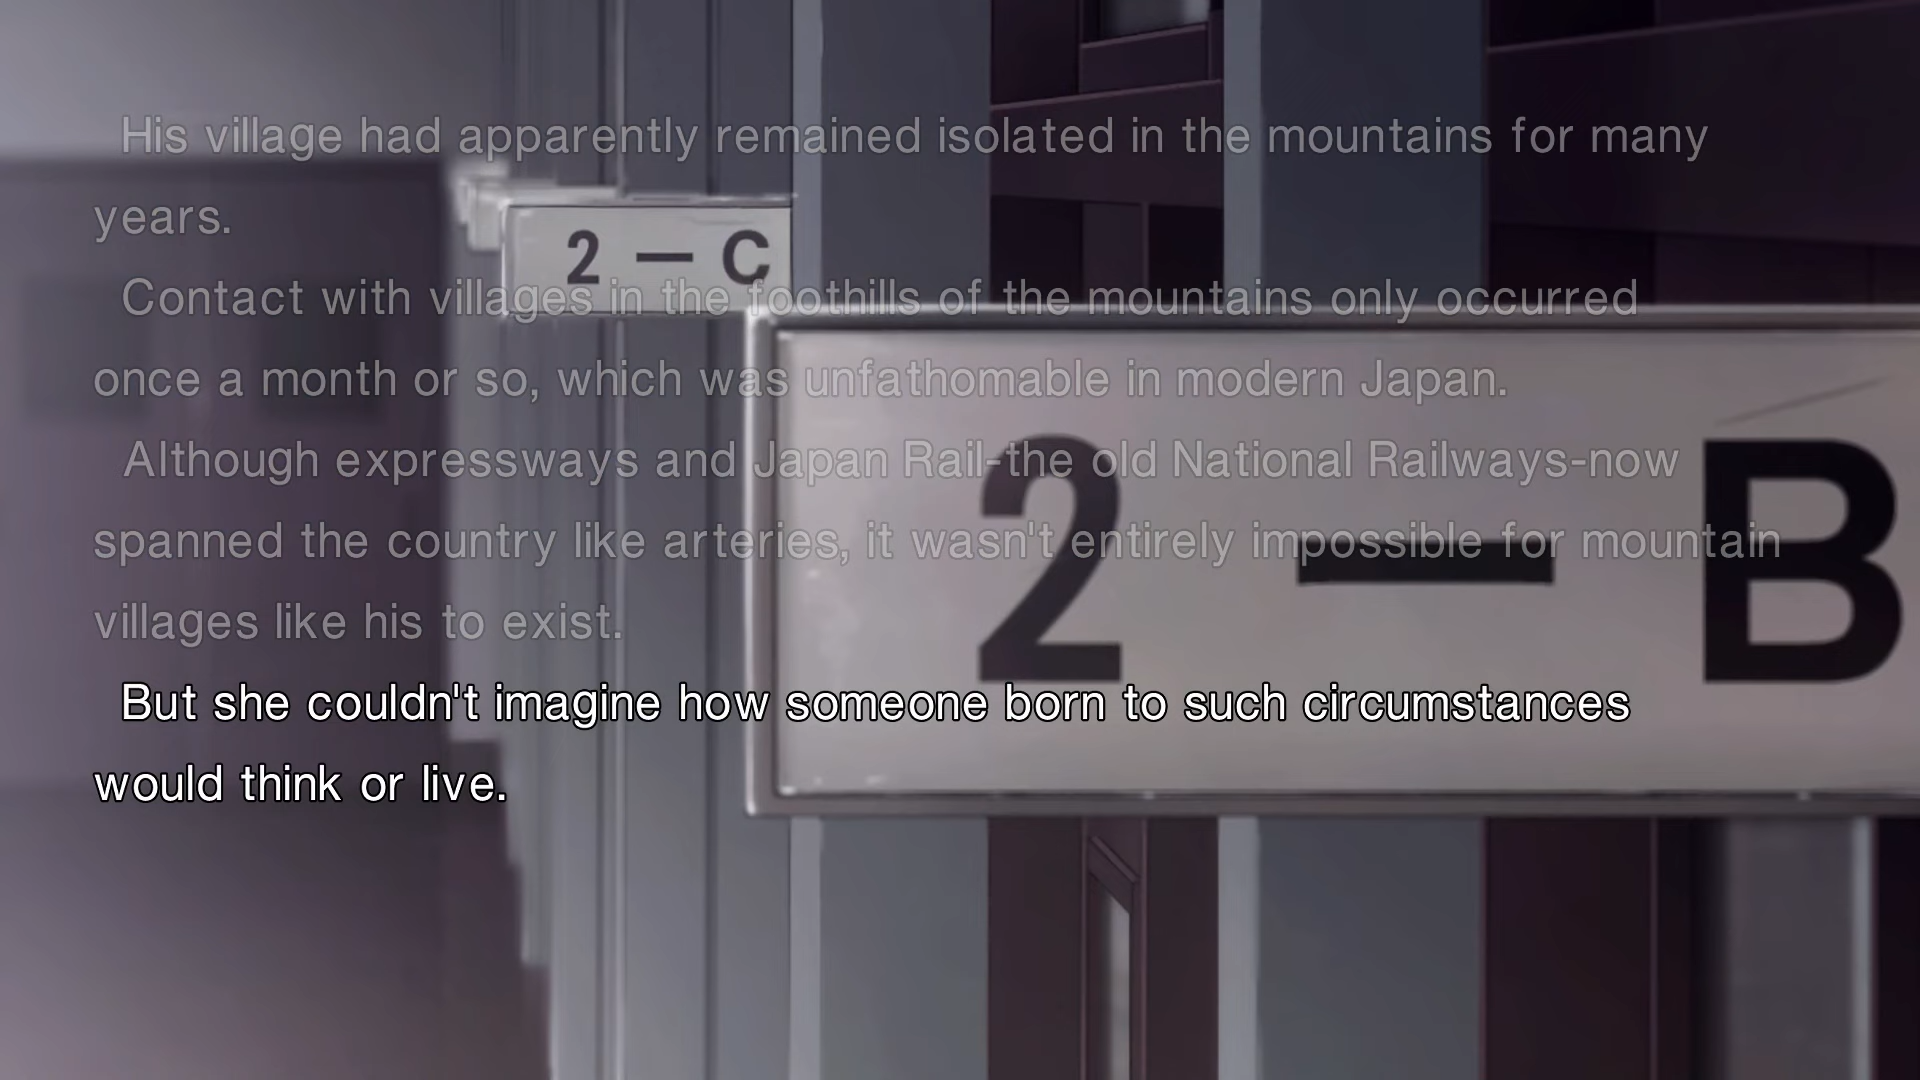 His village had apparently remained isolated in the mountains for many
years.
2 — C
Contact with villages in the foothills of the mountains only occurred
once a month or so, which was unfathomable in modern Japan.
Although expressways and Japan Rail-the old National Railways-now
spanned the country like arteries, it wasn't entirely impossible for mountain
2 — B
villages like his to exist.
But she couldn't imagine how someone born to such circumstances
would think or live.